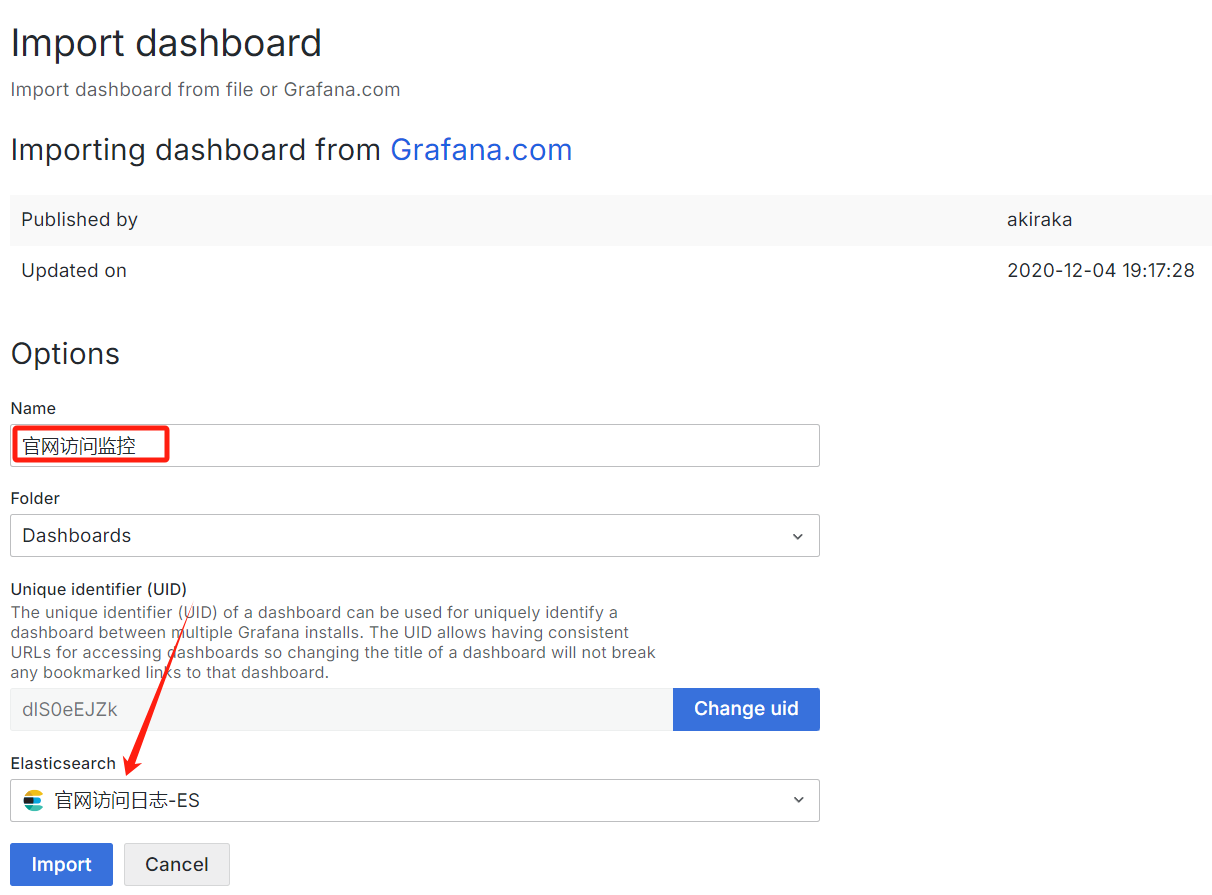 Import dashboard
Import dashboard from file or Grafana.com
Importing dashboard from Grafana.com
Published by akiraka
Updated on 2020-12-04 19:17:28
Options
Name
官网访问监控
Folder
Dashboards
Unique identifier (UID)
The unique identifier (UID) of a dashboard can be used for uniquely identify a
dashboard between multiple Grafana installs. The UID allows having consistent
URLs for accessing dashboards so changing the title of a dashboard will not break
any bookmarked links to that dashboard.
dIS0eEJZk Change uid
Elasticsearch
官网访问日志-ES
Import Cancel